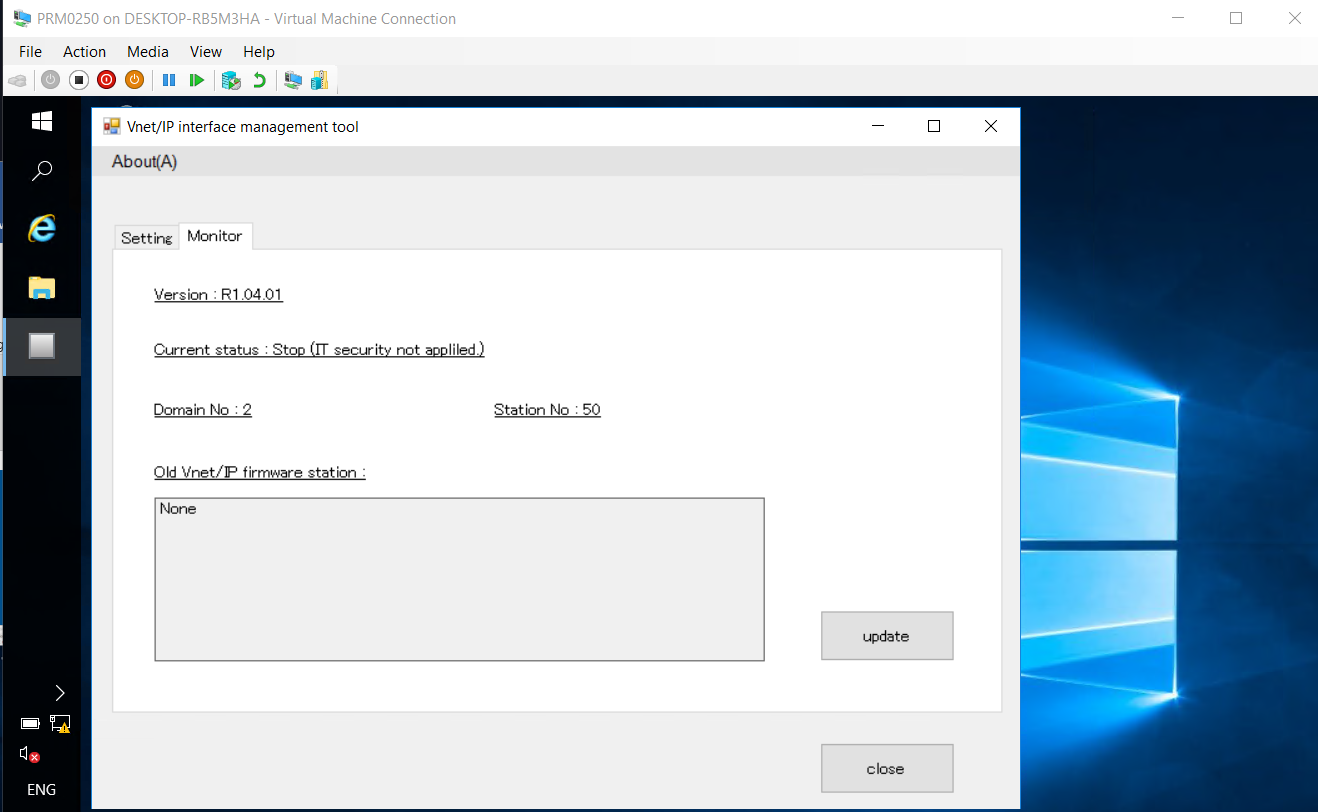 PRM0250 on DESKTOP-RB5M3HA - Virtual Machine Connection
File Action Media View Help
Vnet/IP interface management tool
About(A)
Setting Monitor
Version : R1.04.01
Current status : Stop (IT security not appliled.)
Domain No : 2 Station No : 50
Old Vnet/IP firmware station :
None
update
close
ENG